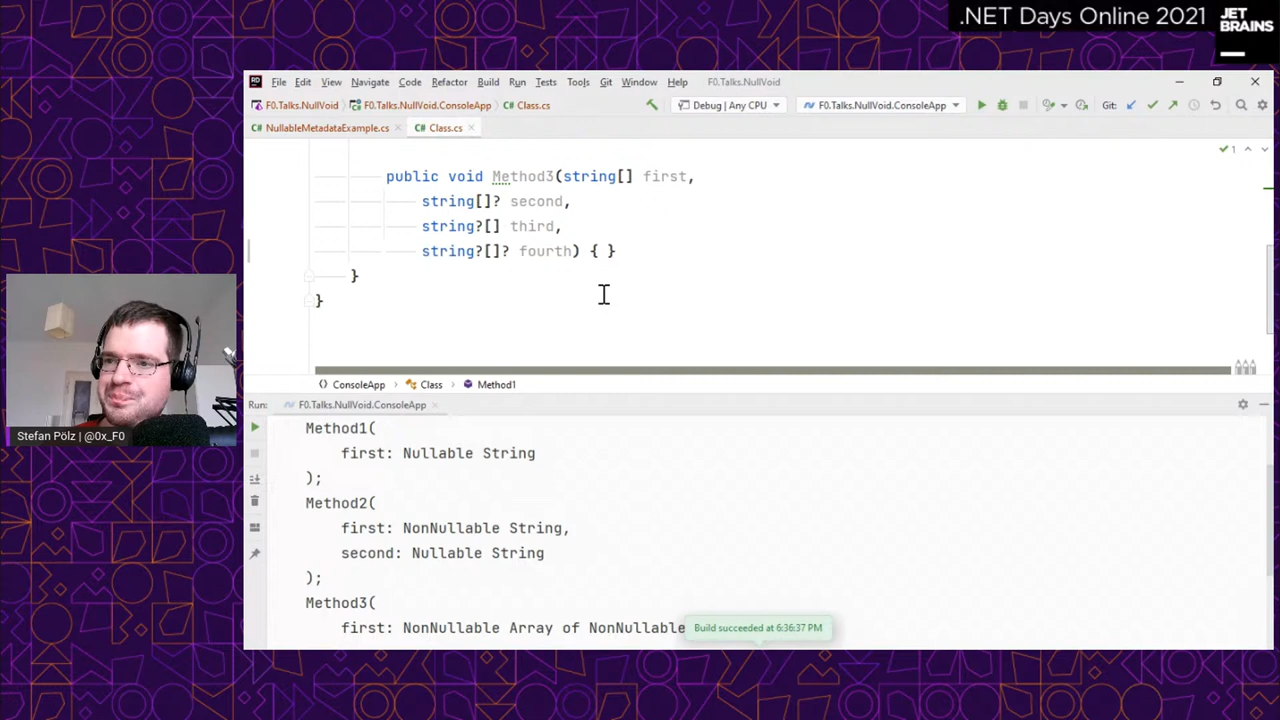 .NET Days Online 2021
JET
BRAINS
RD File Edit View Navigate Code Refactor Build Run Tests Tools Git Window Help F0.Talks.NullVoid
F0.Talks.NullVoid F0.Talks.NullVoid.ConsoleApp Class.cs Debug | Any CPU F0.Talks.NullVoid.ConsoleApp Git:
C# NullableMetadataExample.cs C# Class.cs
1
public void Method3(string[] first,
string[]? second,
string?[] third,
string?[]? fourth) { }
}
}
ConsoleApp Class Method1
Run: F0.Talks.NullVoid.ConsoleApp
Method1(
first: Nullable String
);
Method2(
first: NonNullable String,
second: Nullable String
);
Method3(
first: NonNullable Array of NonNullable
Build succeeded at 6:36:37 PM
Stefan Pölz | @0x_F0